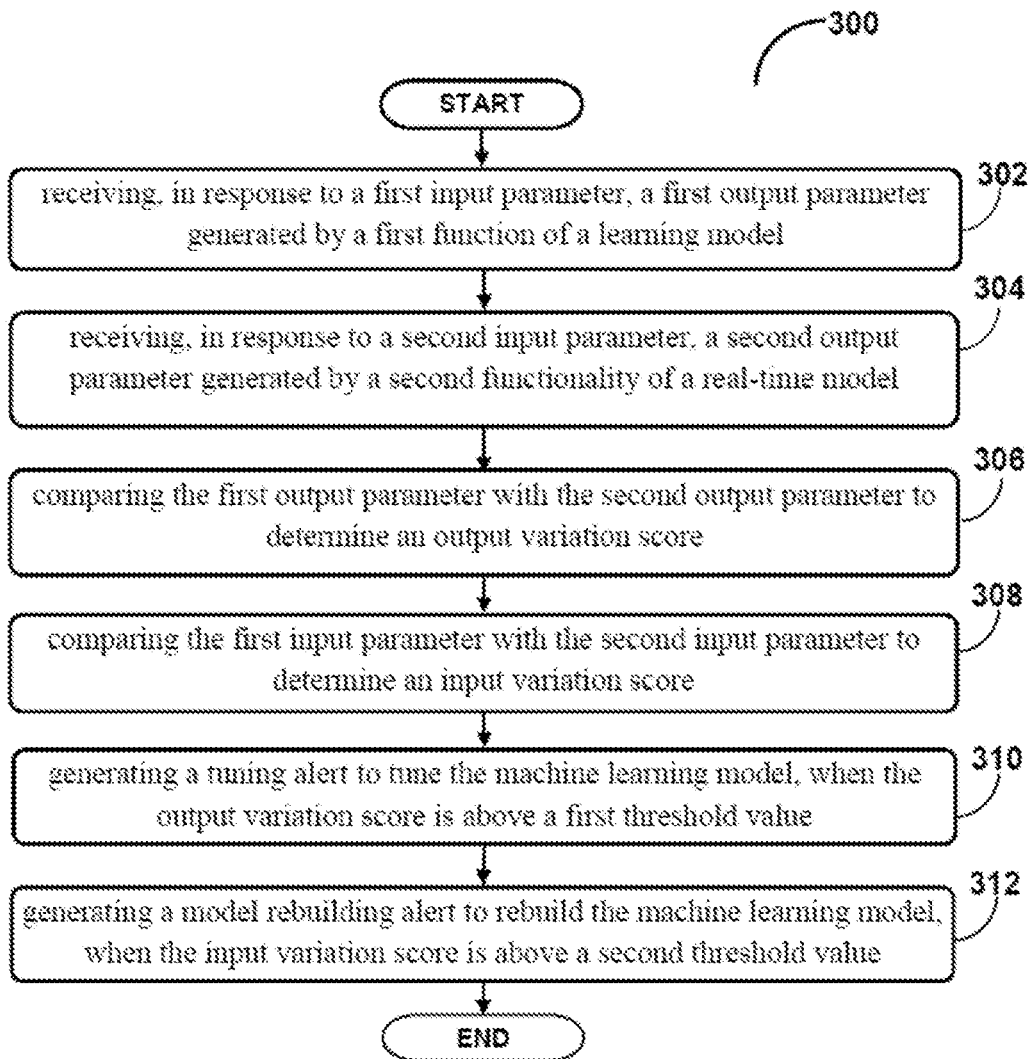 300
START
302
receiving, in response to a first input parameter, a first output parameter
generated by a first function of a learning model
304
receiving, in response to a second input parameter, a second output
parameter generated by a second functionality of a real-time model
306
comparing the first output parameter with the second output parameter to
determine an output variation score
308
comparing the first input parameter with the second input parameter to
determine an input variation score
310
generating a tuning alert to tune the machine learning model, when the
output variation score is above a first threshold value
312
generating a model rebuilding alert to rebuild the machine learning model,
when the input variation score is above a second threshold value
END